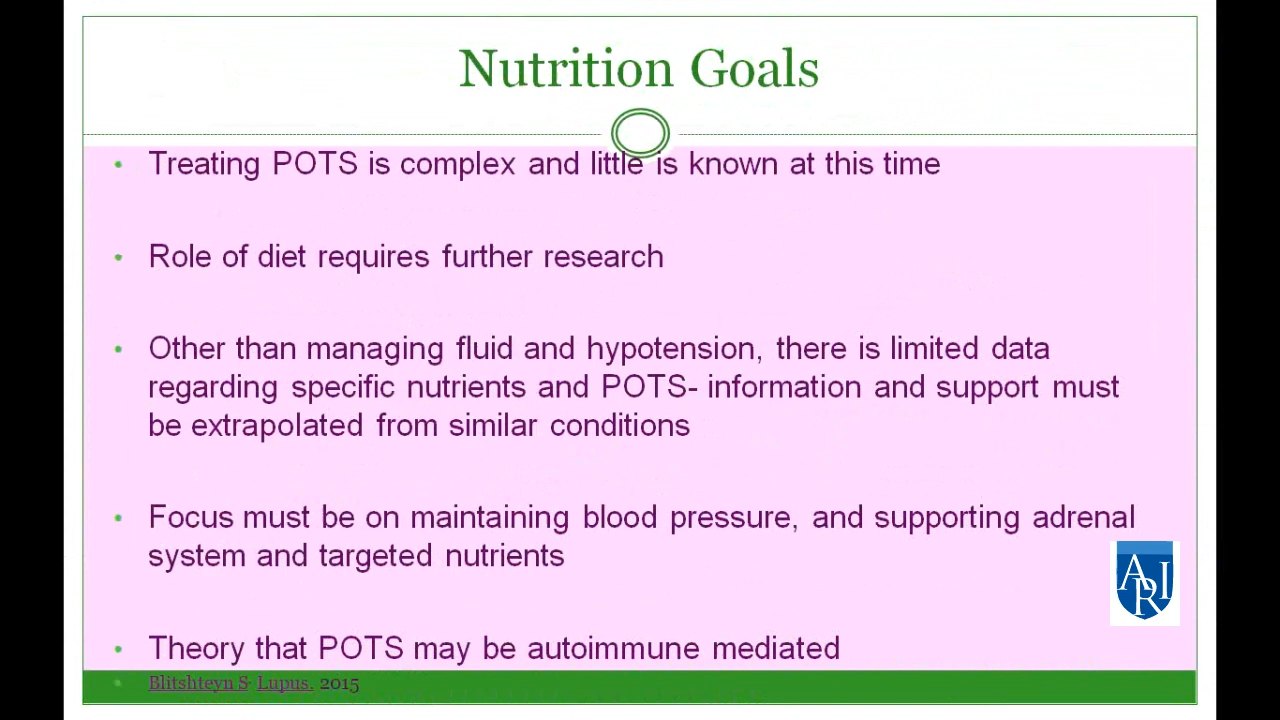 Nutrition Goals
• Treating POTS is complex and little is known at this time
• Role of diet requires further research
• Other than managing fluid and hypotension, there is limited data
regarding specific nutrients and POTS- information and support must
be extrapolated from similar conditions
• Focus must be on maintaining blood pressure, and supporting adrenal
system and targeted nutrients
ARI
• Theory that POTS may be autoimmune mediated
• Blitshteyn S Lupus. 2015